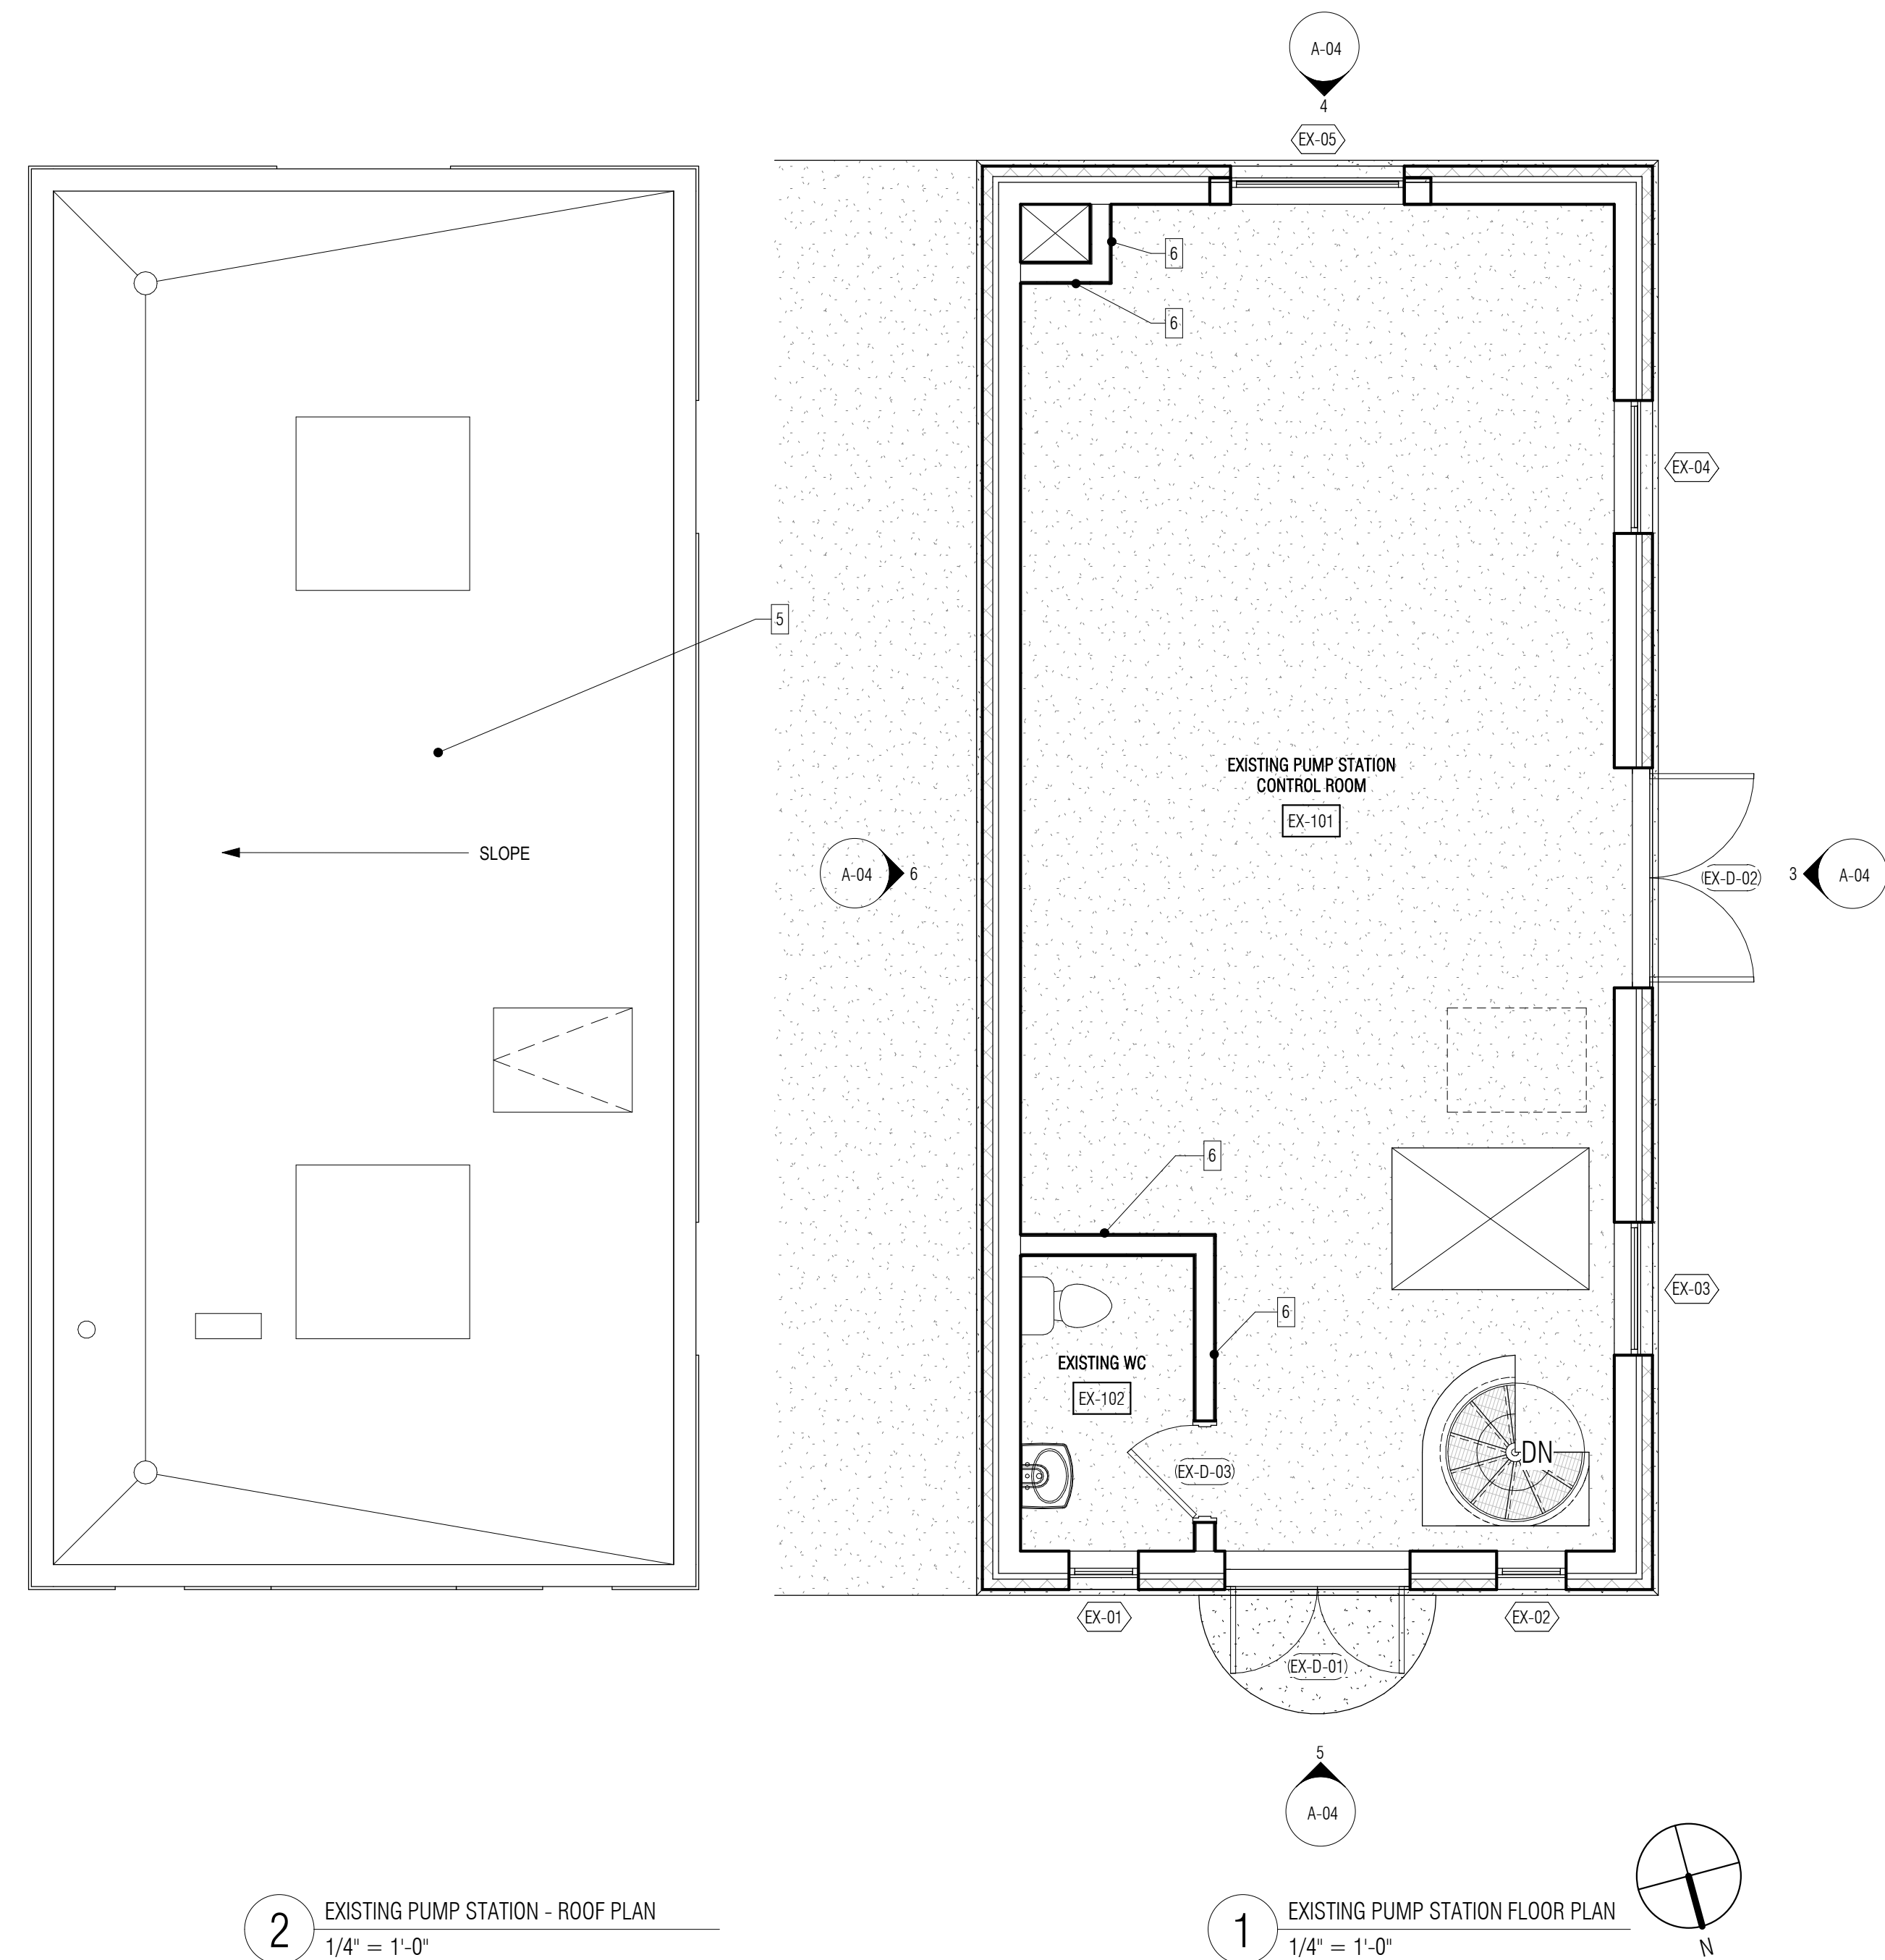 A-04
4
EX-05
6
6
EX-04
5
EXISTING PUMP STATION
CONTROL ROOM
EX-101
SLOPE
A-04
6
EX-D-02
3
A-04
6
EX-03
6
EXISTING WC
EX-102
DN
EX-D-03
EX-01
EX-02
EX-D-01
5
A-04
2
EXISTING PUMP STATION - ROOF PLAN
1/4" = 1'-0"
1
EXISTING PUMP STATION FLOOR PLAN
1/4" = 1'-0"
N